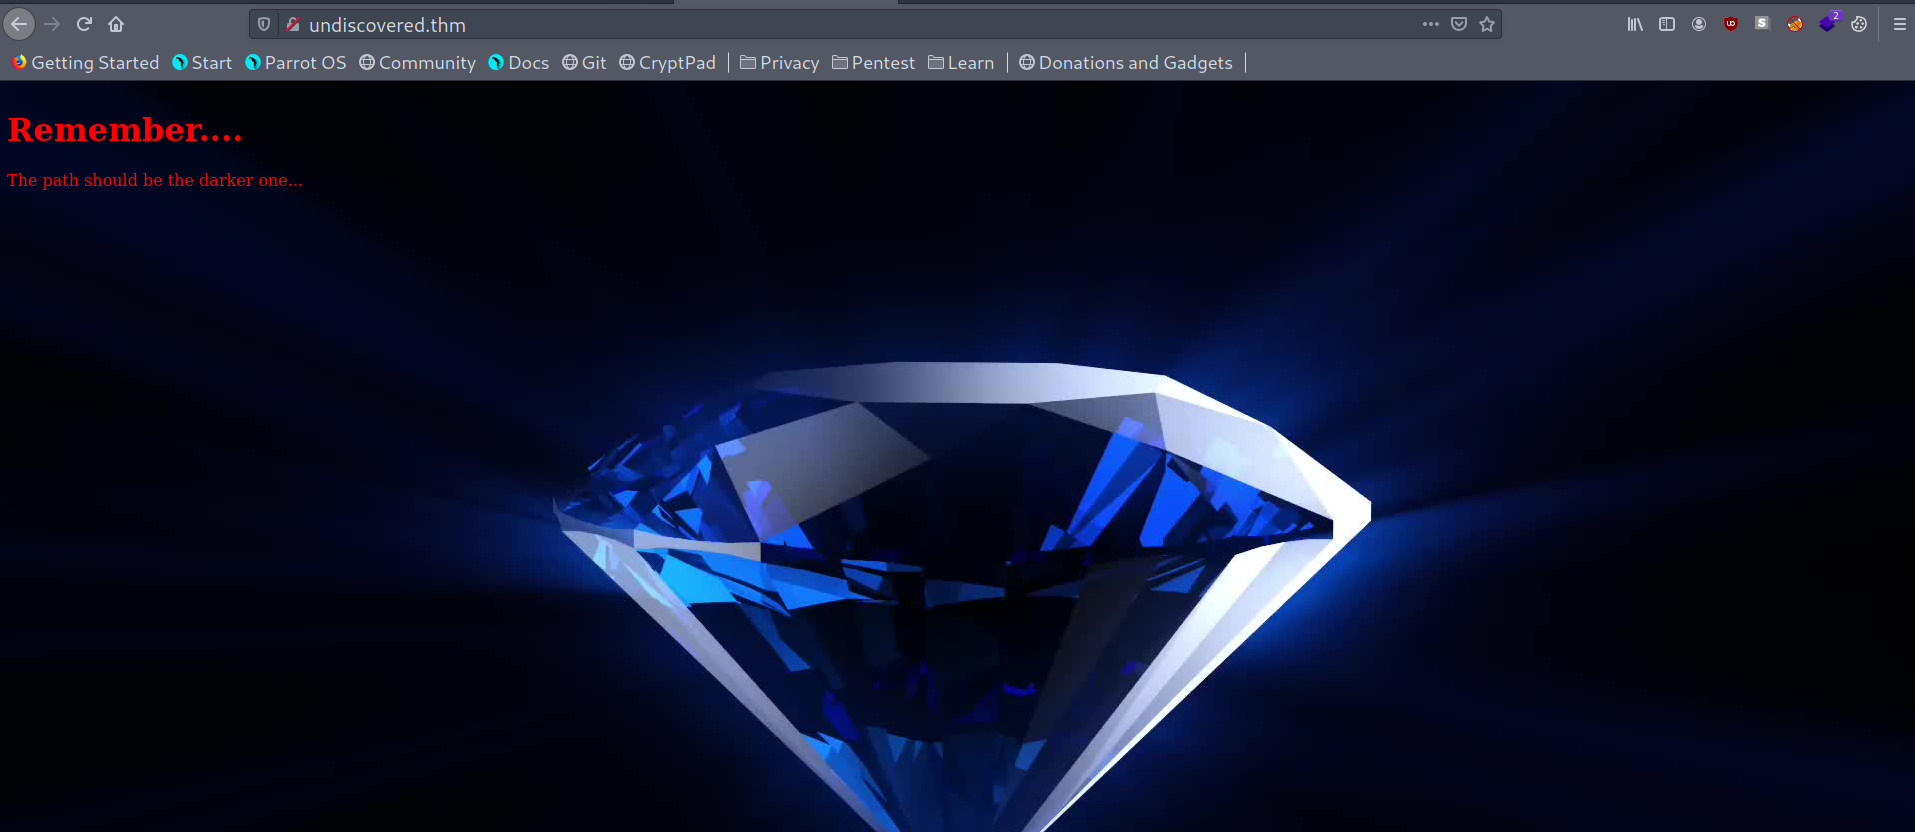 undiscovered.thm
2
Getting Started Start Parrot OS Community Docs Git CryptPad Privacy Pentest Learn Donations and Gadgets
Remember....
The path should be the darker one...